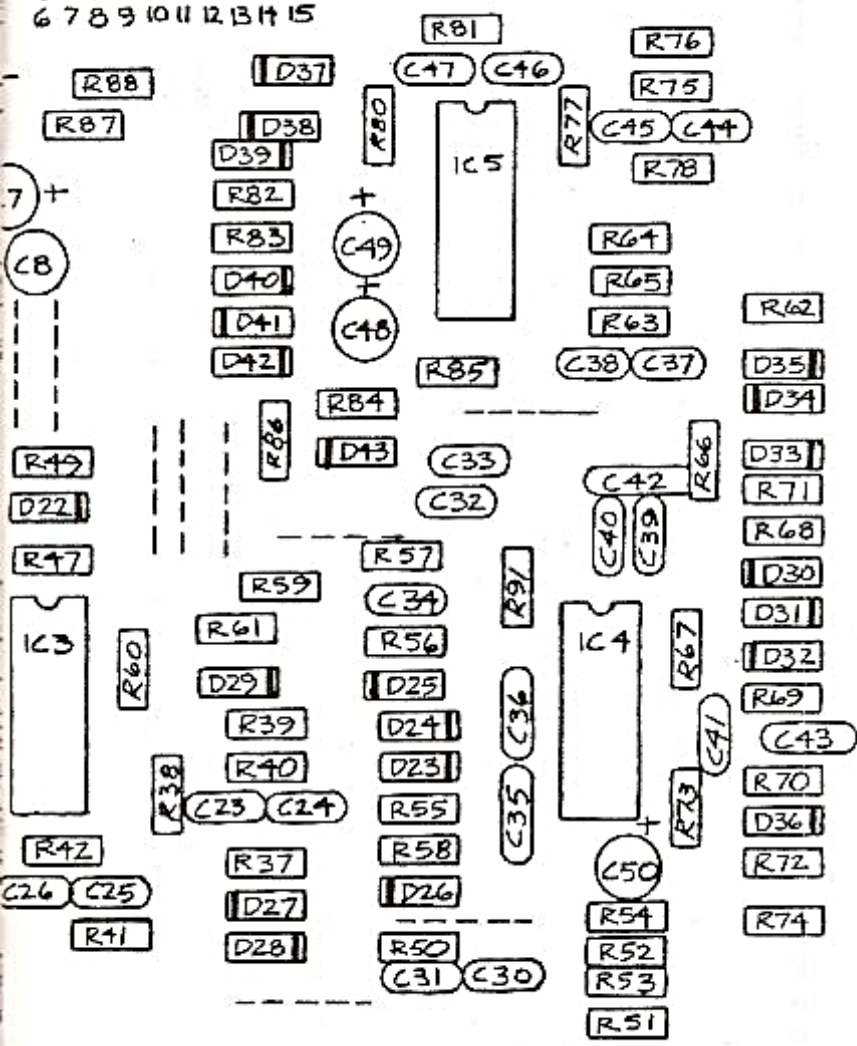 6 7 8 9 10 11 12 13 14 15
R81
R76
R88
D37
C47
C46
R75
R87
D38
R80
R77
C45
C44
D39
IC5
R78
7 +
R82
+
R83
C49
R64
C8
D40
+
R65
D41
C48
R63
R62
D42
R85
C38
C37
D35
R84
D34
R86
D43
C33
R66
D33
R49
C42
R71
D22
C32
C40
C39
R68
R47
R57
D30
R59
C34
R91
D31
IC3
R61
R56
IC4
R67
D32
R60
D29
D25
C36
R69
R39
D24
C41
C43
R40
D23
R70
R38
C23
C24
R55
C35
R73
D36
R42
R37
R58
+
R72
C26
C25
D27
D26
C50
R54
R74
R41
D28
R50
R52
C31
C30
R53
R51